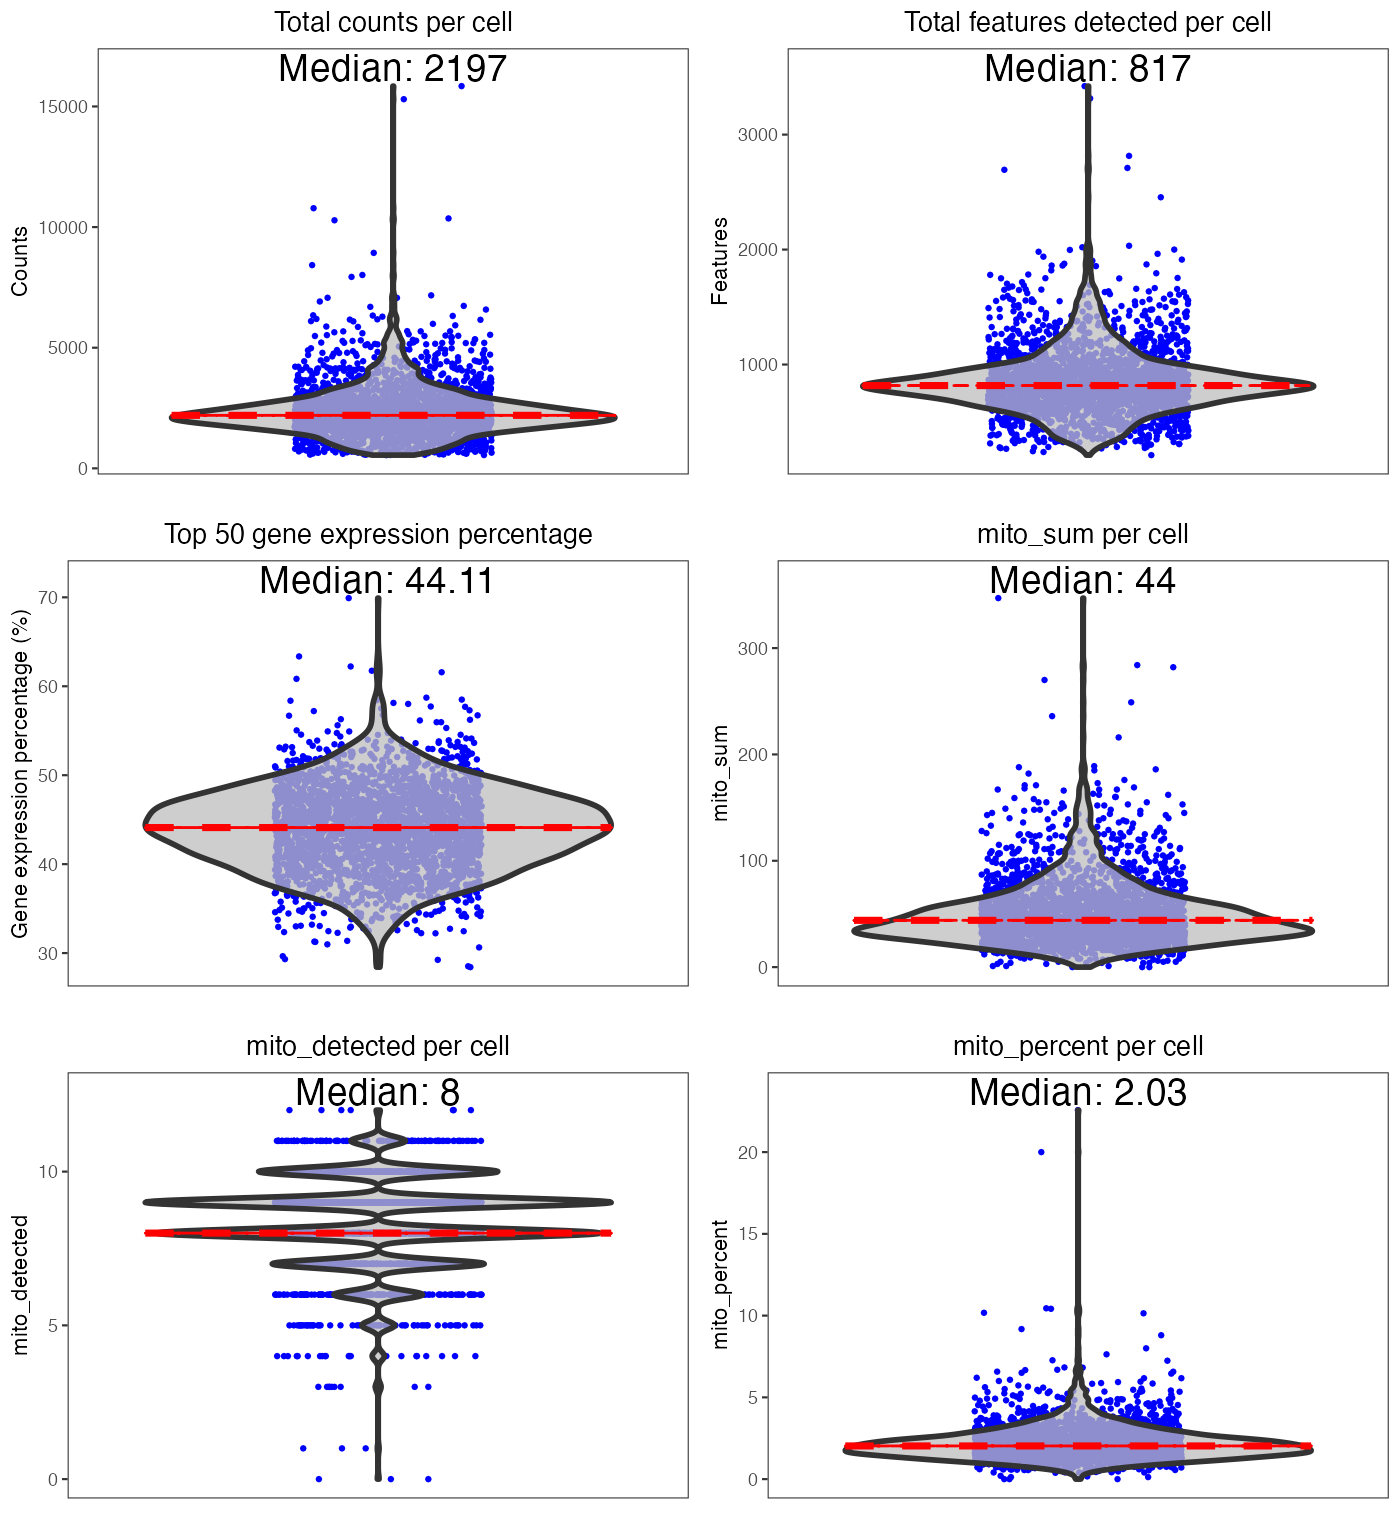 Total counts per cell
Median: 2197
15000
10000
5000
0
Counts
Total features detected per cell
Median: 817
3000
2000
1000
Features
Top 50 gene expression percentage
Median: 44.11
70
60
50
40
30
Gene expression percentage (%)
mito_sum per cell
Median: 44
300
200
100
0
mito_sum
mito_detected per cell
Median: 8
10
5
0
mito_detected
mito_percent per cell
Median: 2.03
20
15
10
5
0
mito_percent